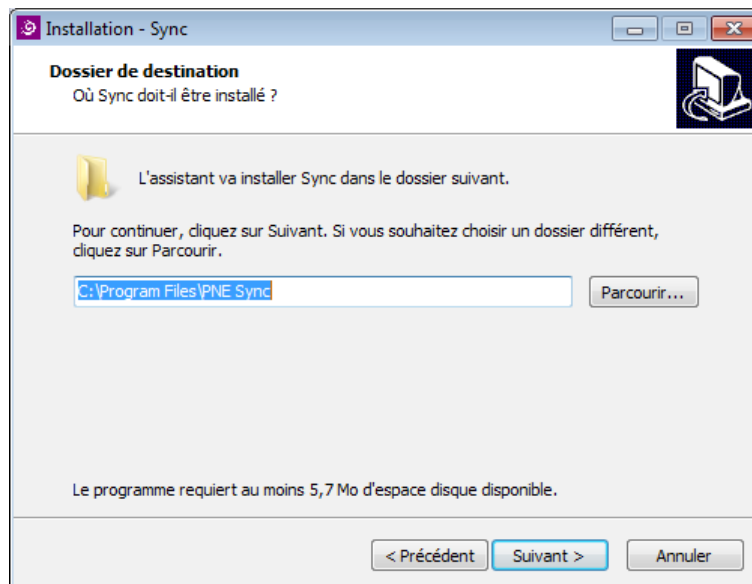 Installation - Sync
Dossier de destination
Où Sync doit-il être installé ?
L'assistant va installer Sync dans le dossier suivant.
Pour continuer, cliquez sur Suivant. Si vous souhaitez choisir un dossier différent,
cliquez sur Parcourir.
C:\Program Files\PNE Sync
Parcourir...
Le programme requiert au moins 5,7 Mo d'espace disque disponible.
< Précédent
Suivant >
Annuler